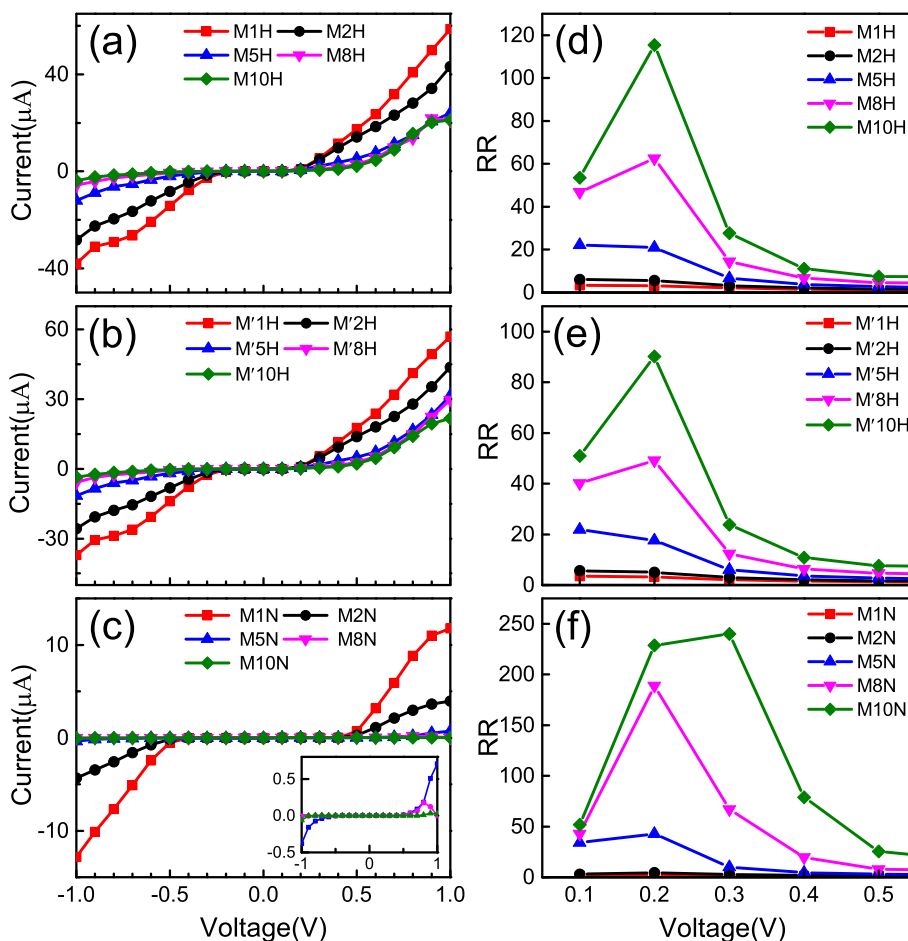 (a)
M1H M2H
M5H M8H
M10H
Current(μA)
40
0
-40
(b)
M′1H M′2H
M′5H M′8H
M′10H
Current(μA)
60
30
0
-30
(c)
M1N M2N
M5N M8N
M10N
Current(μA)
10
0
-10
0.5
0.0
-0.5
-1 0 1
-1.0 -0.5 0.0 0.5 1.0
Voltage(V)
(d)
M1H
M2H
M5H
M8H
M10H
RR
120
100
80
60
40
20
0
(e)
M′1H
M′2H
M′5H
M′8H
M′10H
RR
100
80
60
40
20
0
(f)
M1N
M2N
M5N
M8N
M10N
RR
250
200
150
100
50
0
0.1 0.2 0.3 0.4 0.5
Voltage(V)